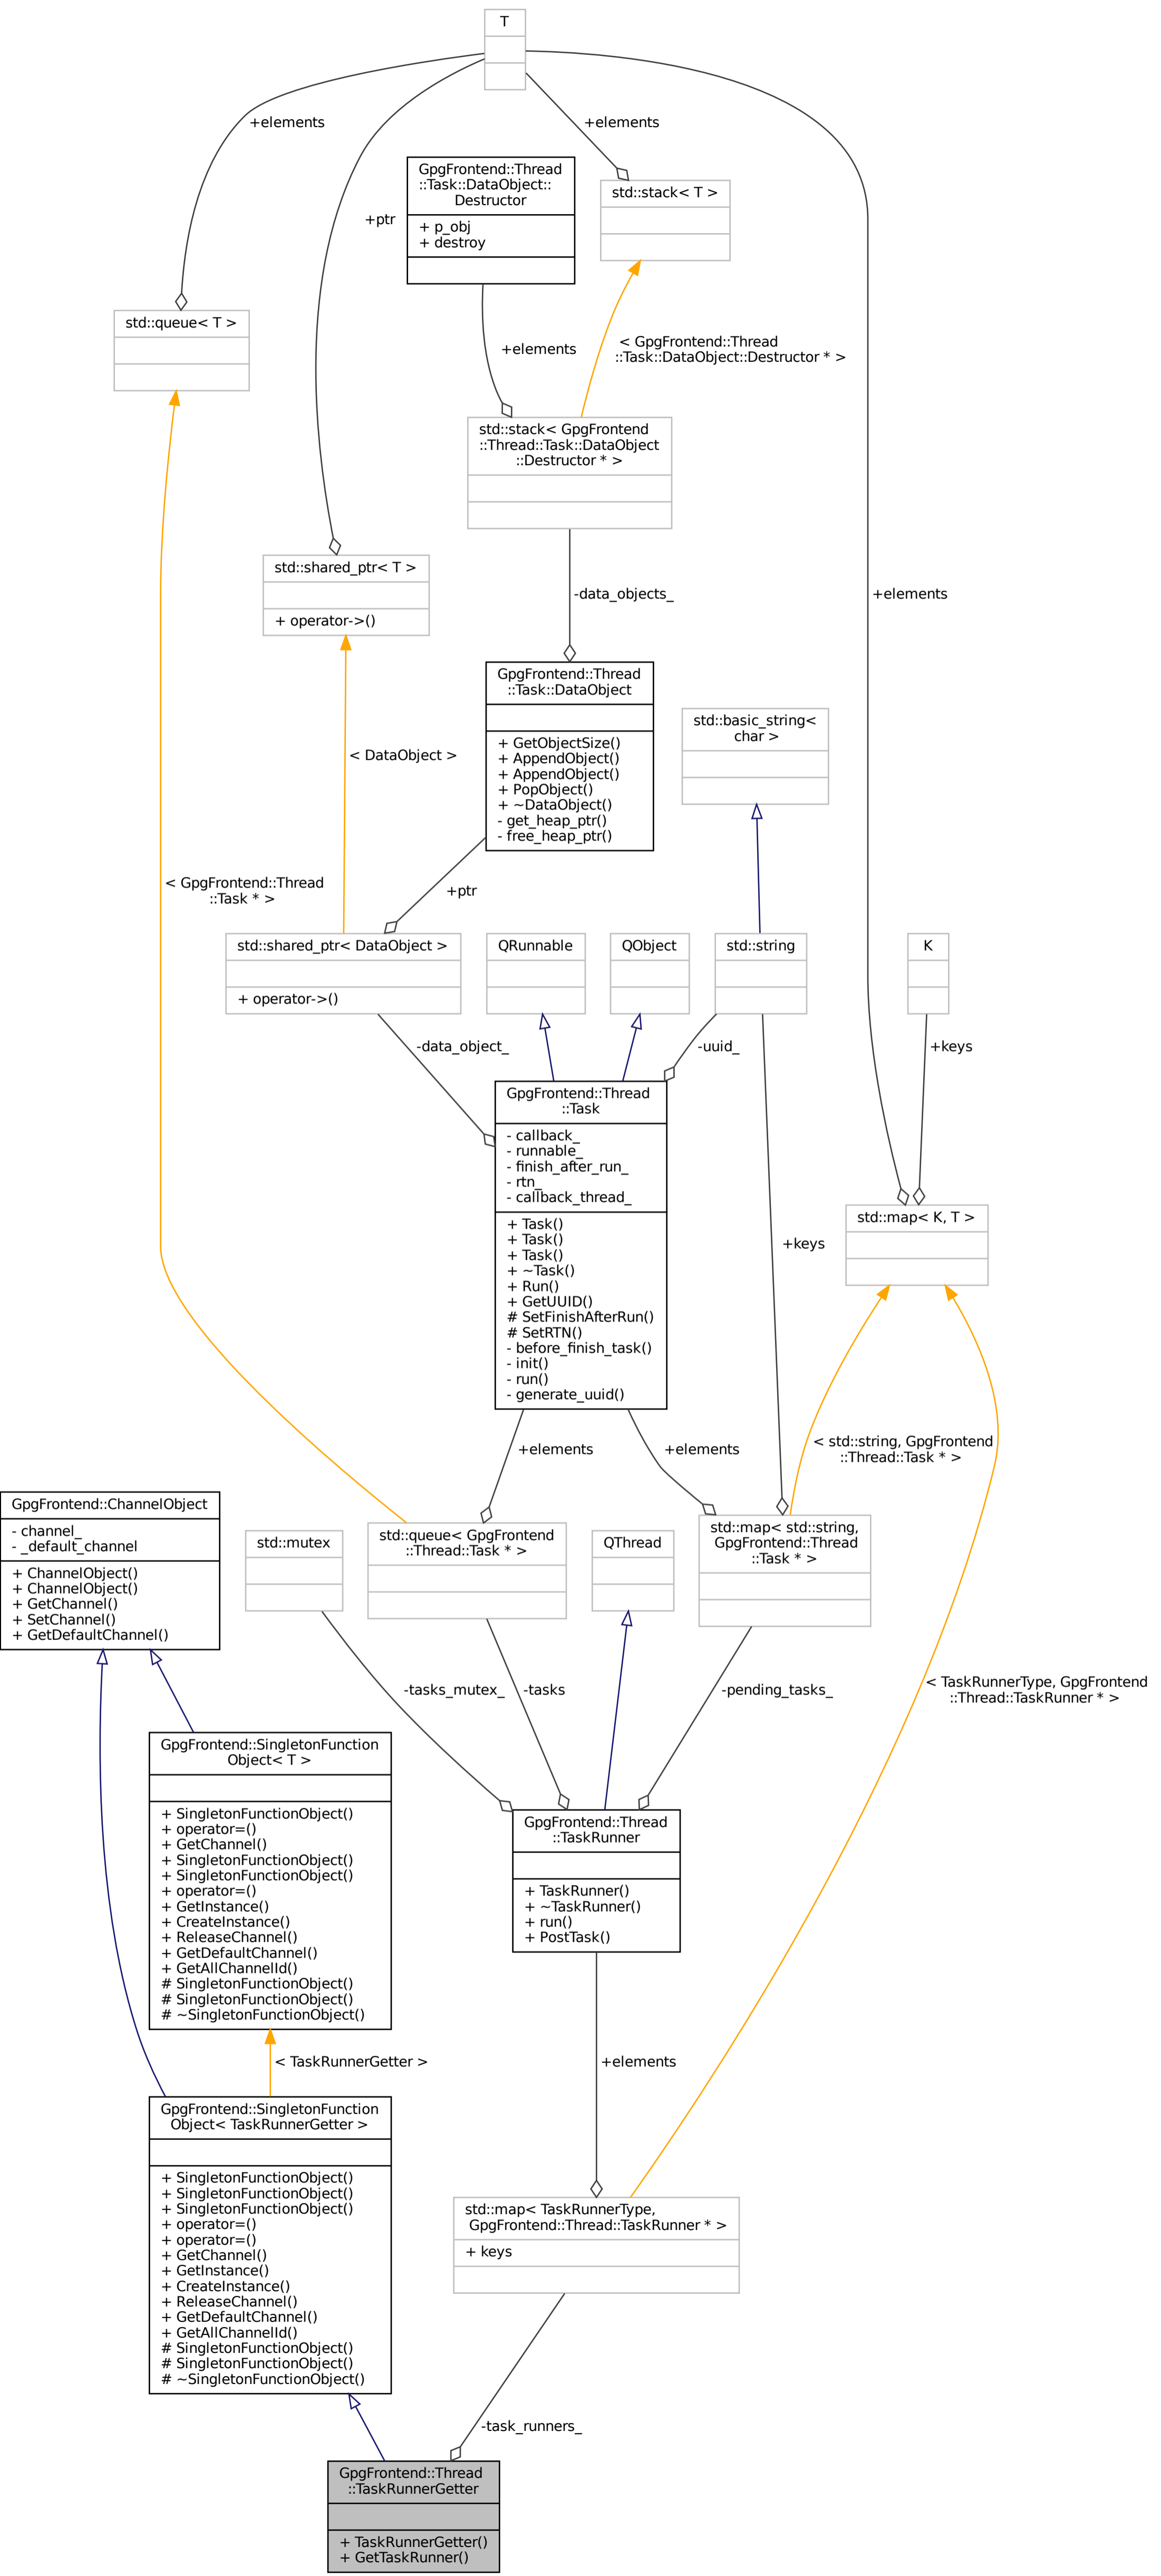 T
+elements
+elements
GpgFrontend::Thread
::Task::DataObject::
Destructor
+ p_obj
+ destroy
std::stack< T >
+ptr
std::queue< T >
+elements
< GpgFrontend::Thread
::Task::DataObject::Destructor * >
std::stack< GpgFrontend
::Thread::Task::DataObject
::Destructor * >
std::shared_ptr< T >
+ operator->()
-data_objects_
+elements
GpgFrontend::Thread
::Task::DataObject
+ GetObjectSize()
+ AppendObject()
+ AppendObject()
+ PopObject()
+ ~DataObject()
- get_heap_ptr()
- free_heap_ptr()
std::basic_string<
char >
< DataObject >
< GpgFrontend::Thread
::Task * >
+ptr
std::shared_ptr< DataObject >
+ operator->()
QRunnable
QObject
std::string
K
-data_object_
-uuid_
+keys
GpgFrontend::Thread
::Task
- callback_
- runnable_
- finish_after_run_
- rtn_
- callback_thread_
+ Task()
+ Task()
+ Task()
+ ~Task()
+ Run()
+ GetUUID()
# SetFinishAfterRun()
# SetRTN()
- before_finish_task()
- init()
- run()
- generate_uuid()
std::map< K, T >
+keys
+elements
+elements
< std::string, GpgFrontend
::Thread::Task * >
GpgFrontend::ChannelObject
- channel_
- _default_channel
+ ChannelObject()
+ ChannelObject()
+ GetChannel()
+ SetChannel()
+ GetDefaultChannel()
std::mutex
std::queue< GpgFrontend
::Thread::Task * >
QThread
std::map< std::string,
GpgFrontend::Thread
::Task * >
-tasks_mutex_
-tasks
-pending_tasks_
< TaskRunnerType, GpgFrontend
::Thread::TaskRunner * >
GpgFrontend::SingletonFunction
Object< T >
+ SingletonFunctionObject()
+ operator=()
+ GetChannel()
+ SingletonFunctionObject()
+ SingletonFunctionObject()
+ operator=()
+ GetInstance()
+ CreateInstance()
+ ReleaseChannel()
+ GetDefaultChannel()
+ GetAllChannelId()
# SingletonFunctionObject()
# SingletonFunctionObject()
# ~SingletonFunctionObject()
GpgFrontend::Thread
::TaskRunner
+ TaskRunner()
+ ~TaskRunner()
+ run()
+ PostTask()
< TaskRunnerGetter >
+elements
GpgFrontend::SingletonFunction
Object< TaskRunnerGetter >
+ SingletonFunctionObject()
+ SingletonFunctionObject()
+ SingletonFunctionObject()
+ operator=()
+ operator=()
+ GetChannel()
+ GetInstance()
+ CreateInstance()
+ ReleaseChannel()
+ GetDefaultChannel()
+ GetAllChannelId()
# SingletonFunctionObject()
# SingletonFunctionObject()
# ~SingletonFunctionObject()
std::map< TaskRunnerType,
GpgFrontend::Thread::TaskRunner * >
+ keys
-task_runners_
GpgFrontend::Thread
::TaskRunnerGetter
+ TaskRunnerGetter()
+ GetTaskRunner()